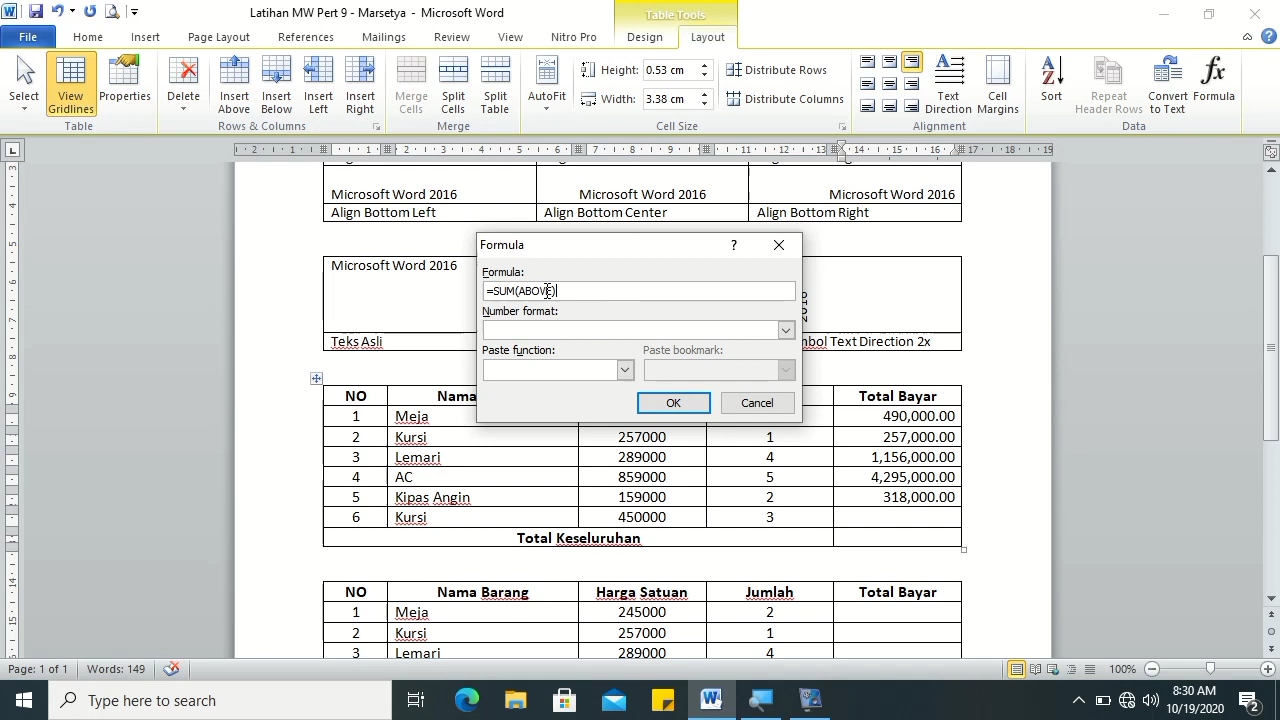 Latihan MW Pert 9 - Marsetya - Microsoft Word
Table Tools
File Home Insert Page Layout References Mailings Review View Nitro Pro Design Layout
Select
View Gridlines
Properties
Table
Delete
Insert Above
Insert Below
Insert Left
Insert Right
Rows & Columns
Merge Cells
Split Cells
Split Table
Merge
AutoFit
Height: 0.53 cm
Width: 3.38 cm
Distribute Rows
Distribute Columns
Cell Size
Text Direction
Cell Margins
Alignment
Sort
Repeat Header Rows
Convert to Text
Formula
Data
Microsoft Word 2016 Microsoft Word 2016 Microsoft Word 2016
Align Bottom Left Align Bottom Center Align Bottom Right
Microsoft Word 2016
Teks Asli Text Direction 2x
Formula
Formula:
=SUM(ABOVE)
Number format:
Paste function: Paste bookmark:
OK Cancel
NO Total Bayar
1 Meja 490,000.00
2 Kursi 257000 1 257,000.00
3 Lemari 289000 4 1,156,000.00
4 AC 859000 5 4,295,000.00
5 Kipas Angin 159000 2 318,000.00
6 Kursi 450000 3
Total Keseluruhan
NO Nama Barang Harga Satuan Jumlah Total Bayar
1 Meja 245000 2
2 Kursi 257000 1
3 Lemari 289000 4
Page: 1 of 1 Words: 149 100%
Type here to search
8:30 AM
10/19/2020
2